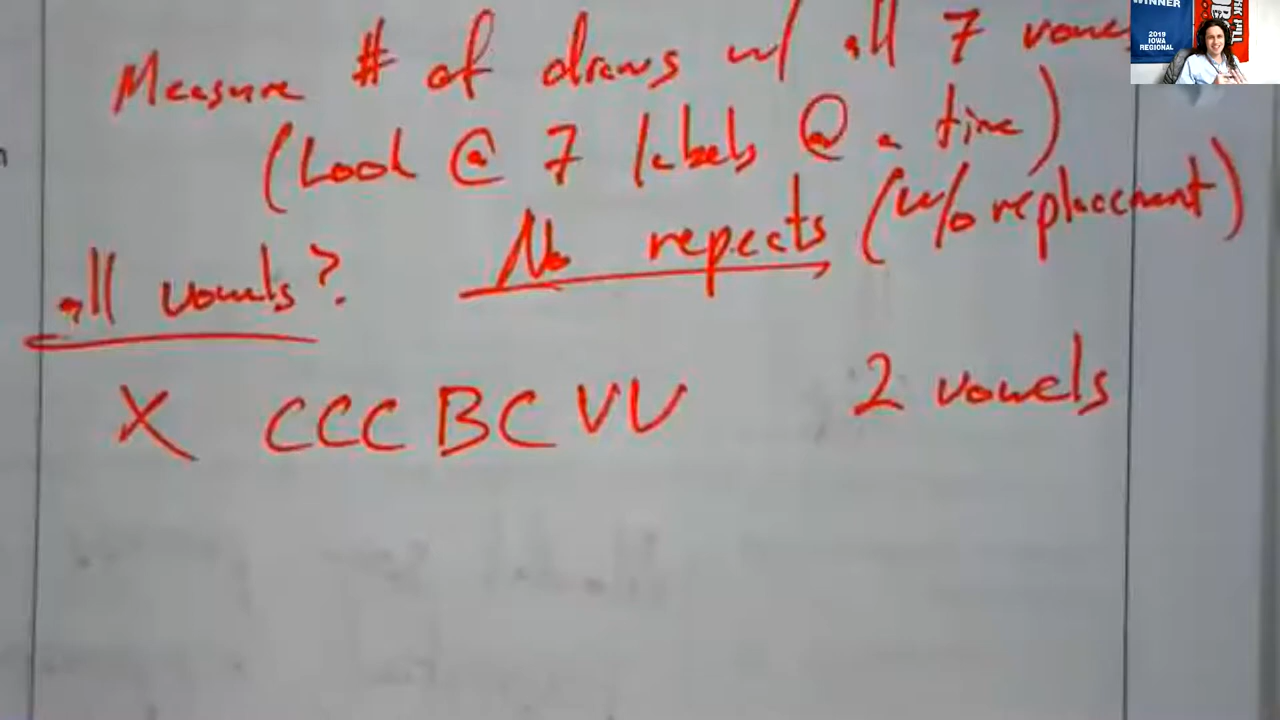 Measure # of draws w/ all 7 vowels
(Look @ 7 labels @ a time)
No repeats (w/o replacement)
all vowels?
X CCCBCVV 2 vowels
WINNER
2019
IOWA
REGIONAL